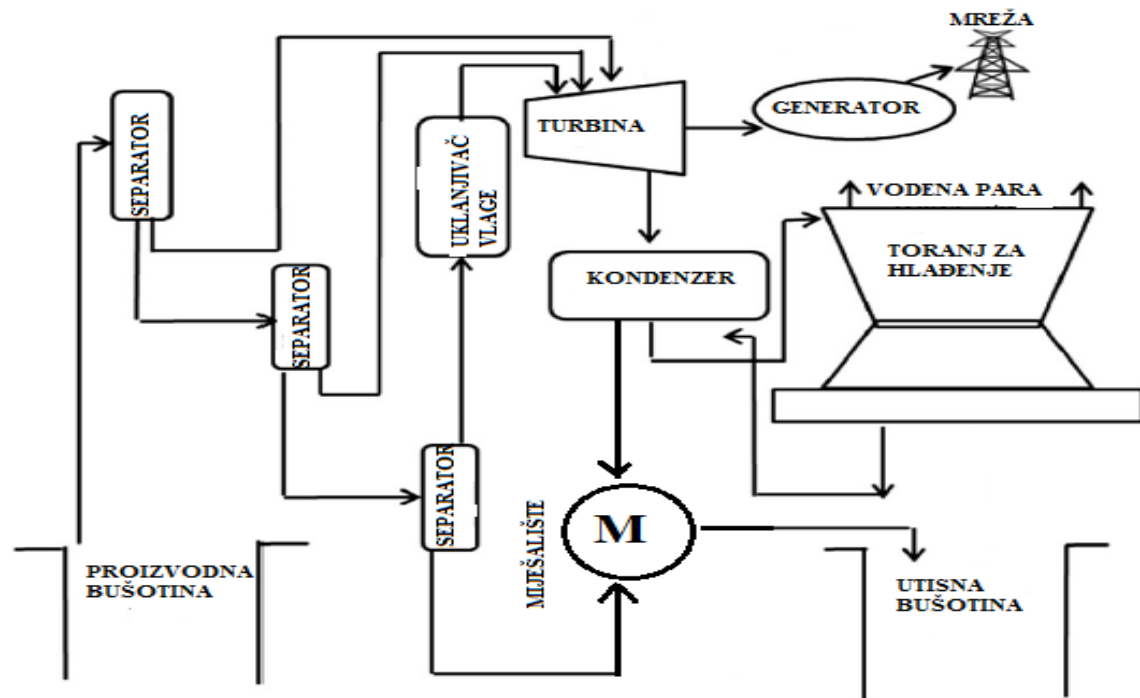 MREŽA
GENERATOR
TURBINA
SEPARATOR
UKLANJIVAČ
VLAGE
VODENA PARA
TORANJ ZA
HLAĐENJE
KONDENZER
SEPARATOR
SEPARATOR
MIJEŠALIŠTE
M
PROIZVODNA
BUŠOTINA
UTISNA
BUŠOTINA